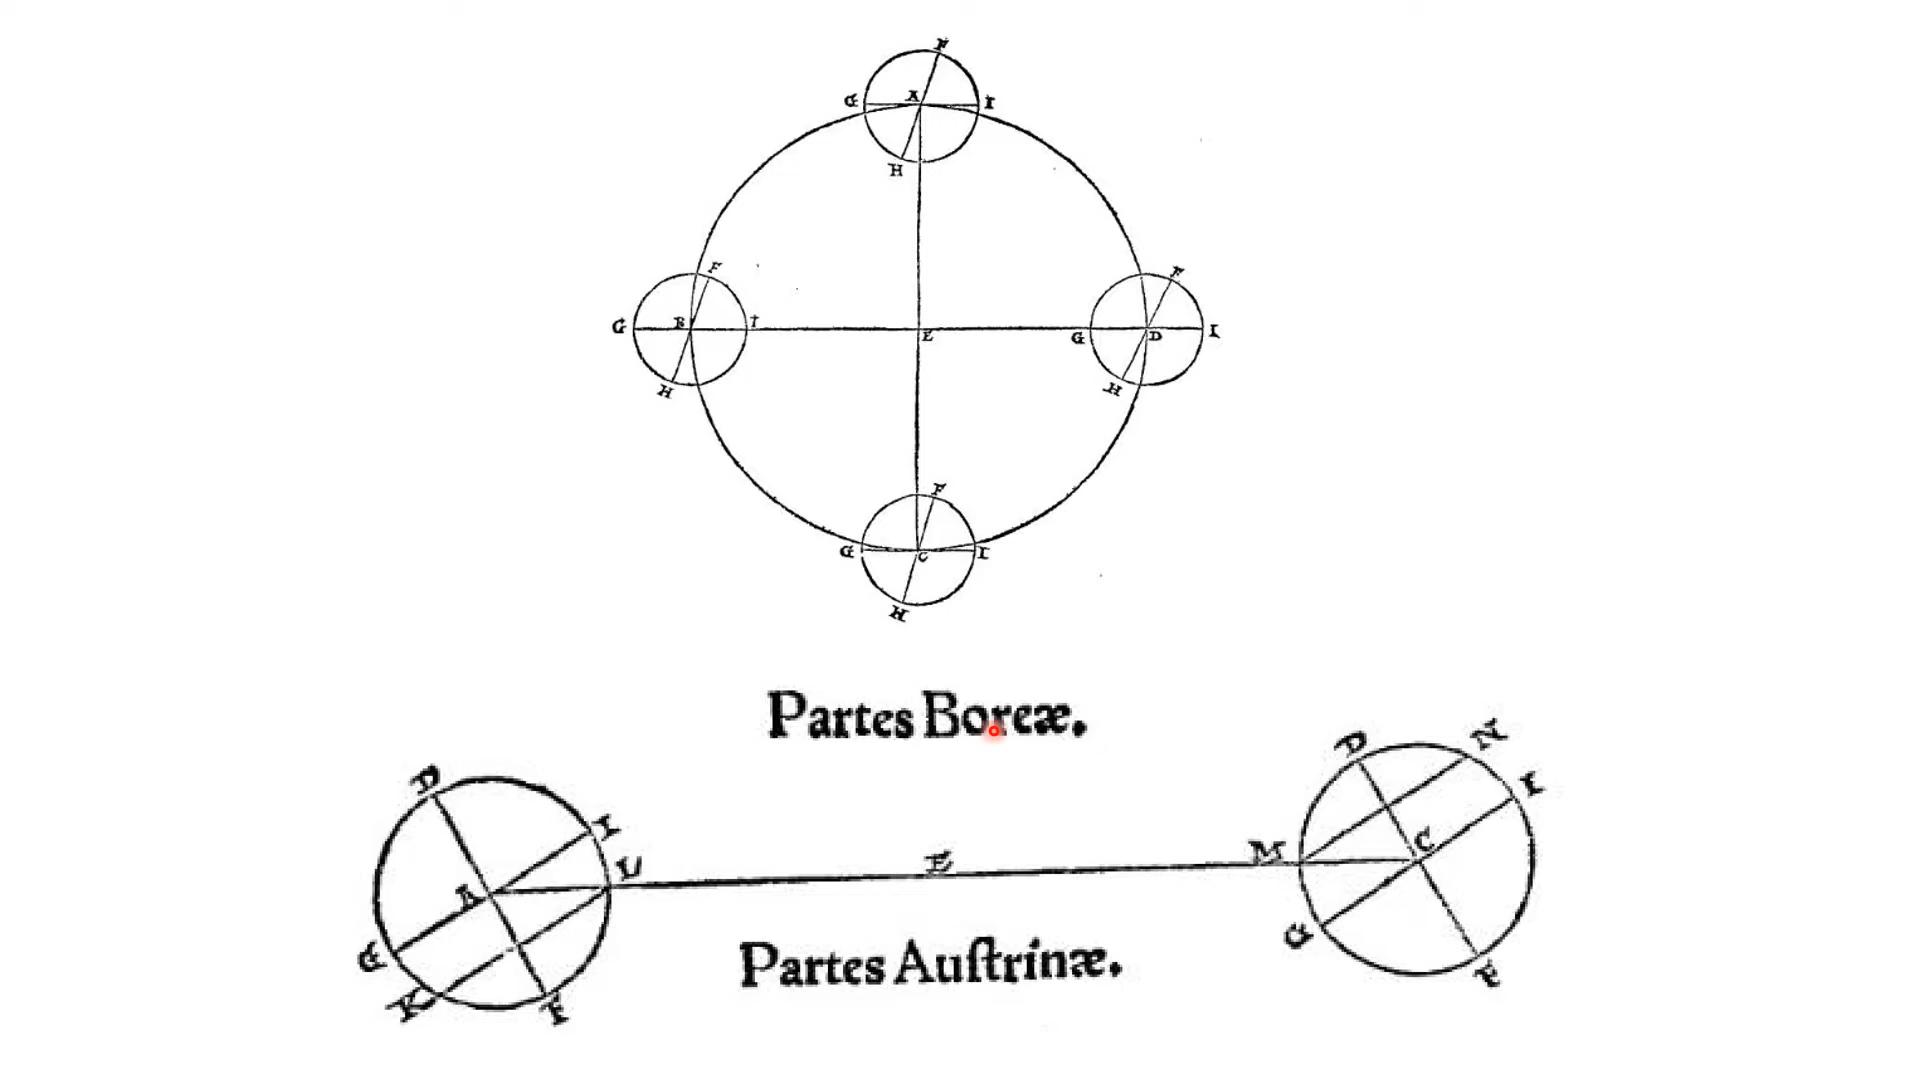 F
G A I
H
F F
G B I E G D I
H H
F
G C I
H
Partes Boreæ.
D N
D I
I E M C
A L
G G
K F F
Partes Auſtrinæ.